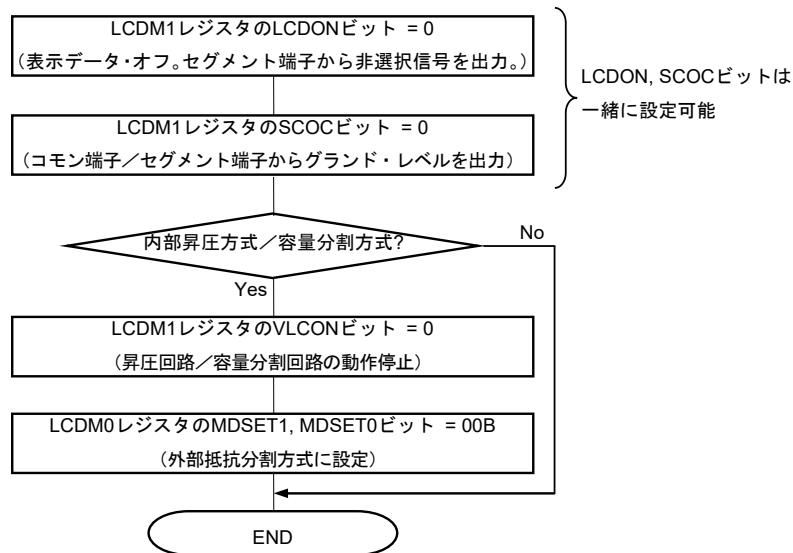 LCDM1レジスタのLCDONビット = 0
(表示データ・オフ。セグメント端子から非選択信号を出力。)
LCDM1レジスタのSCOCビット = 0
(コモン端子／セグメント端子からグランド・レベルを出力)
LCDON, SCOCビットは
一緒に設定可能
内部昇圧方式／容量分割方式?
No
Yes
LCDM1レジスタのVLCONビット = 0
(昇圧回路／容量分割回路の動作停止)
LCDM0レジスタのMDSET1, MDSET0ビット = 00B
(外部抵抗分割方式に設定)
END